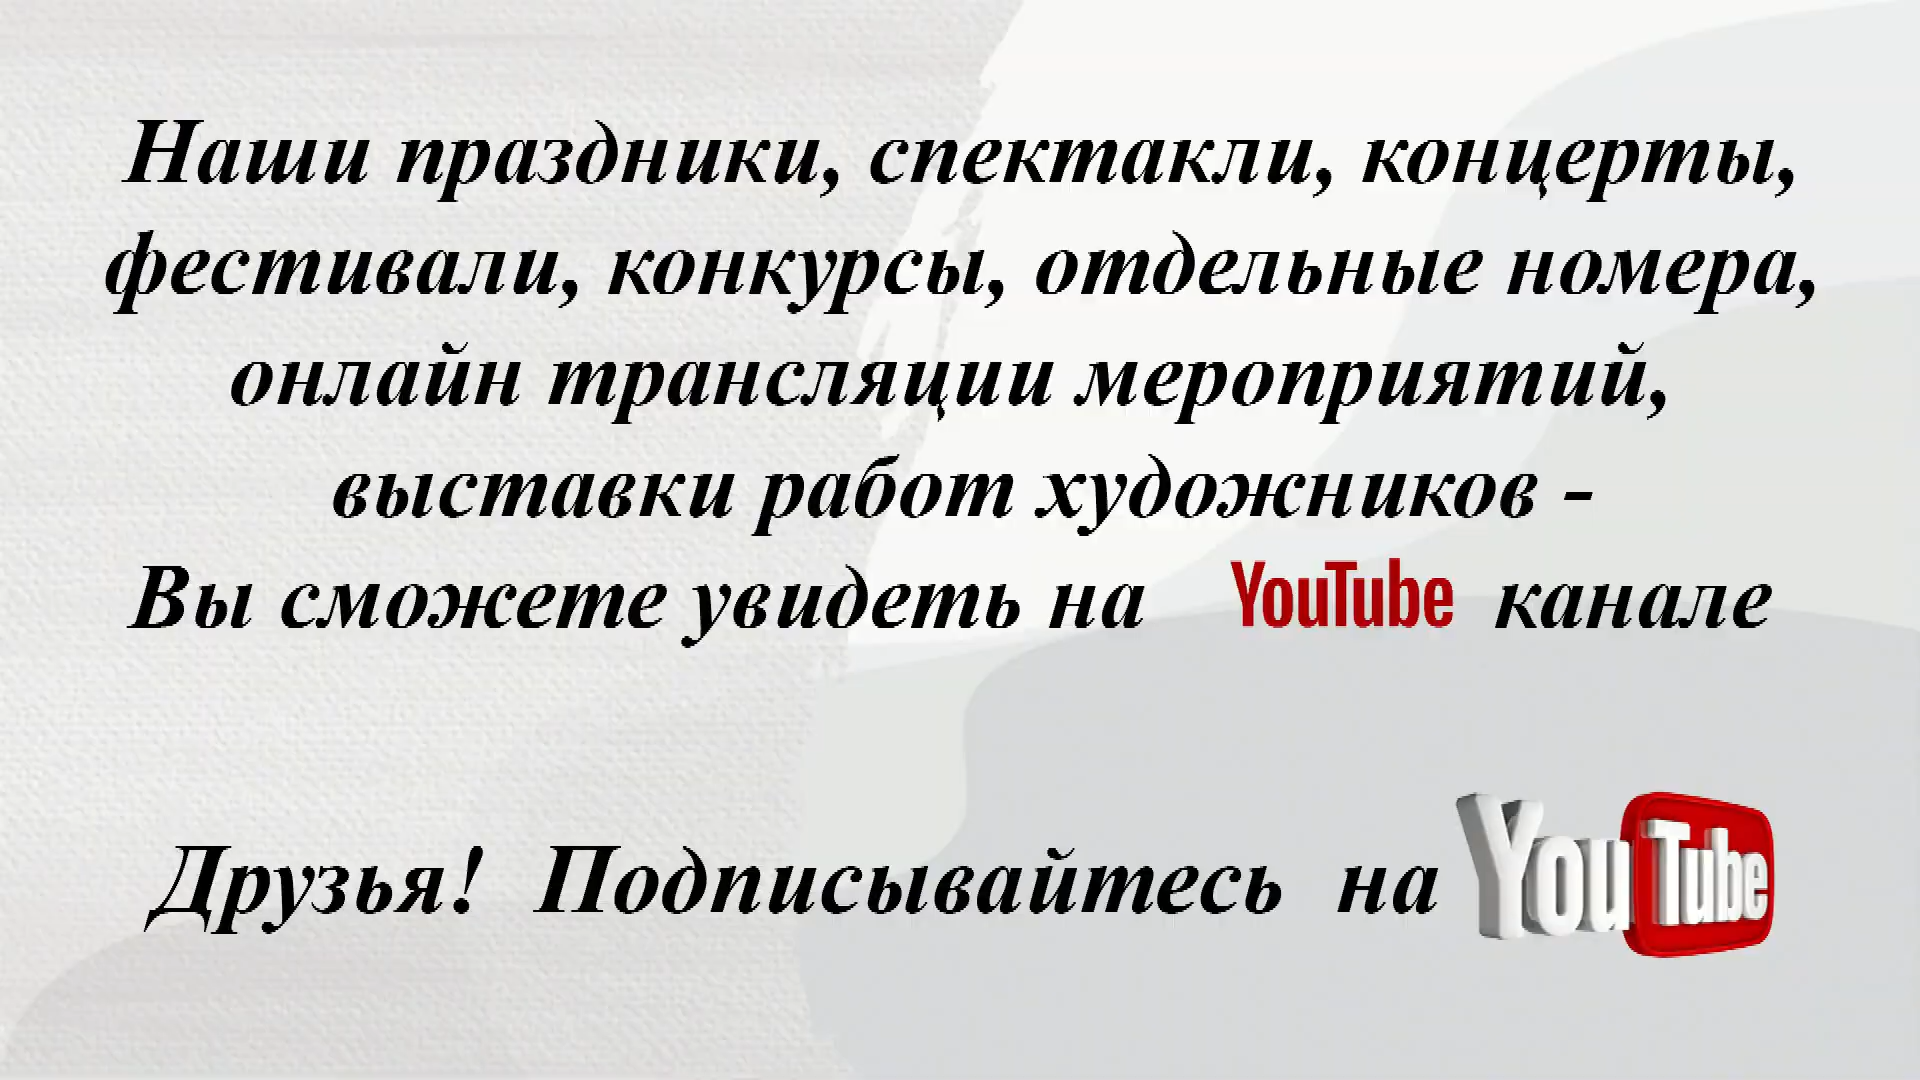 Наши праздники, спектакли, концерты,
фестивали, конкурсы, отдельные номера,
онлайн трансляции мероприятий,
выставки работ художников -
Вы сможете увидеть на YouTube канале
Друзья! Подписывайтесь на YouTube